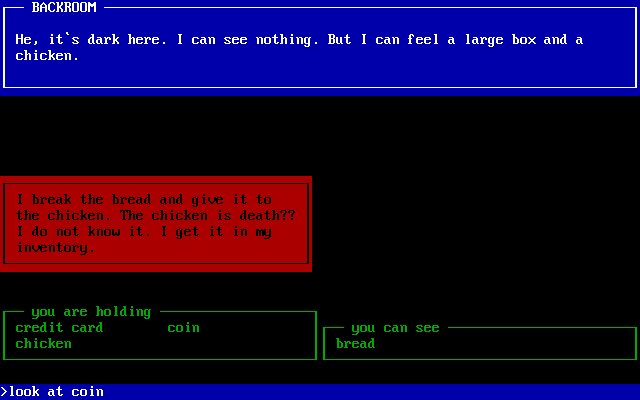 BACKROOM
He, it`s dark here. I can see nothing. But I can feel a large box and a
chicken.
I break the bread and give it to
the chicken. The chicken is death??
I do not know it. I get it in my
inventory.
you are holding
credit card coin
chicken
you can see
bread
>look at coin